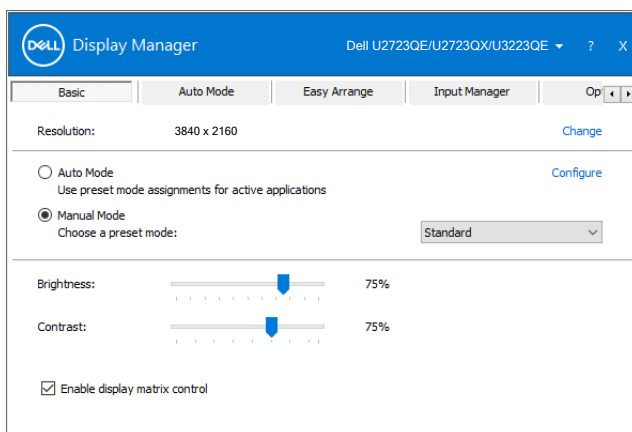 DELL Display Manager Dell U2723QE/U2723QX/U3223QE ? X
Basic Auto Mode Easy Arrange Input Manager Op
Resolution: 3840 x 2160 Change
Auto Mode Configure
Use preset mode assignments for active applications
Manual Mode
Choose a preset mode: Standard
Brightness: 75%
Contrast: 75%
Enable display matrix control